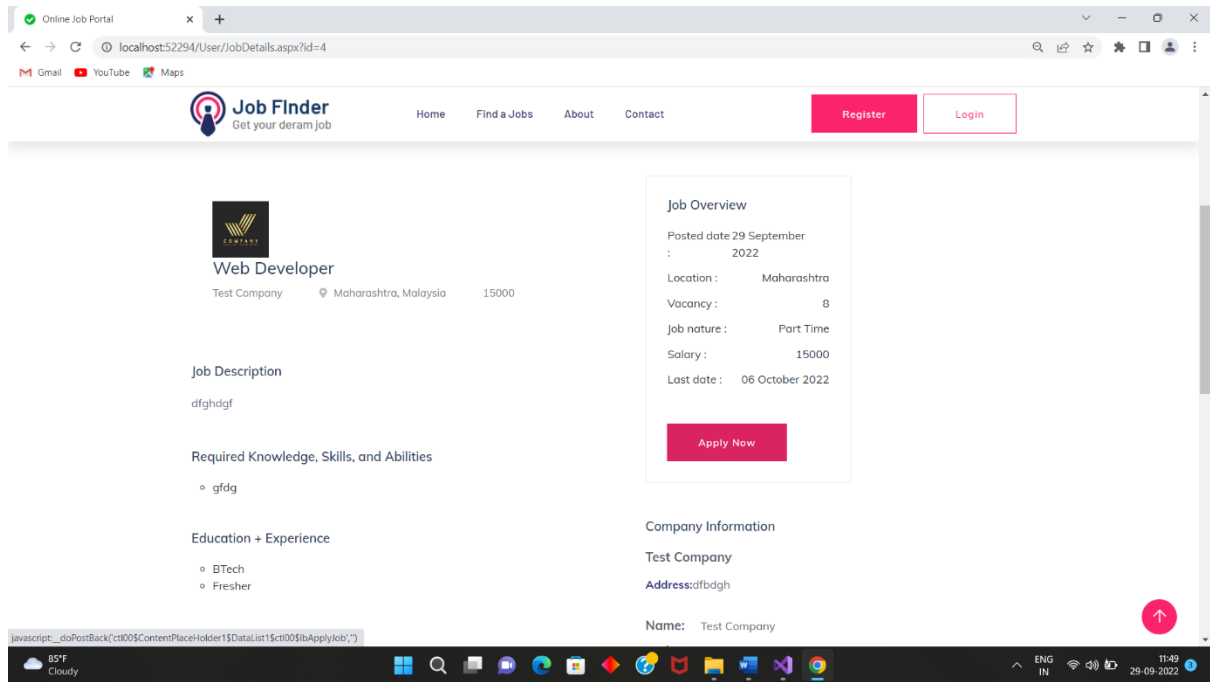 Online Job Portal
localhost:52294/User/JobDetails.aspx?id=4
Gmail YouTube Maps
Job FInder
Get your deram job
Home Find a Jobs About Contact
Register Login
COMPANY
Web Developer
Test Company Maharashtra, Malaysia 15000
Job Description
dfghdgf
Required Knowledge, Skills, and Abilities
gfdg
Education + Experience
BTech
Fresher
Job Overview
Posted date 29 September
: 2022
Location : Maharashtra
Vacancy : 8
Job nature : Part Time
Salary : 15000
Last date : 06 October 2022
Apply Now
Company Information
Test Company
Address:dfbdgh
Name: Test Company
javascript:__doPostBack('ctl00$ContentPlaceHolder1$DataList1$ctl00$lbApplyJob','')
85°F
Cloudy
ENG
IN
11:49
29-09-2022
3